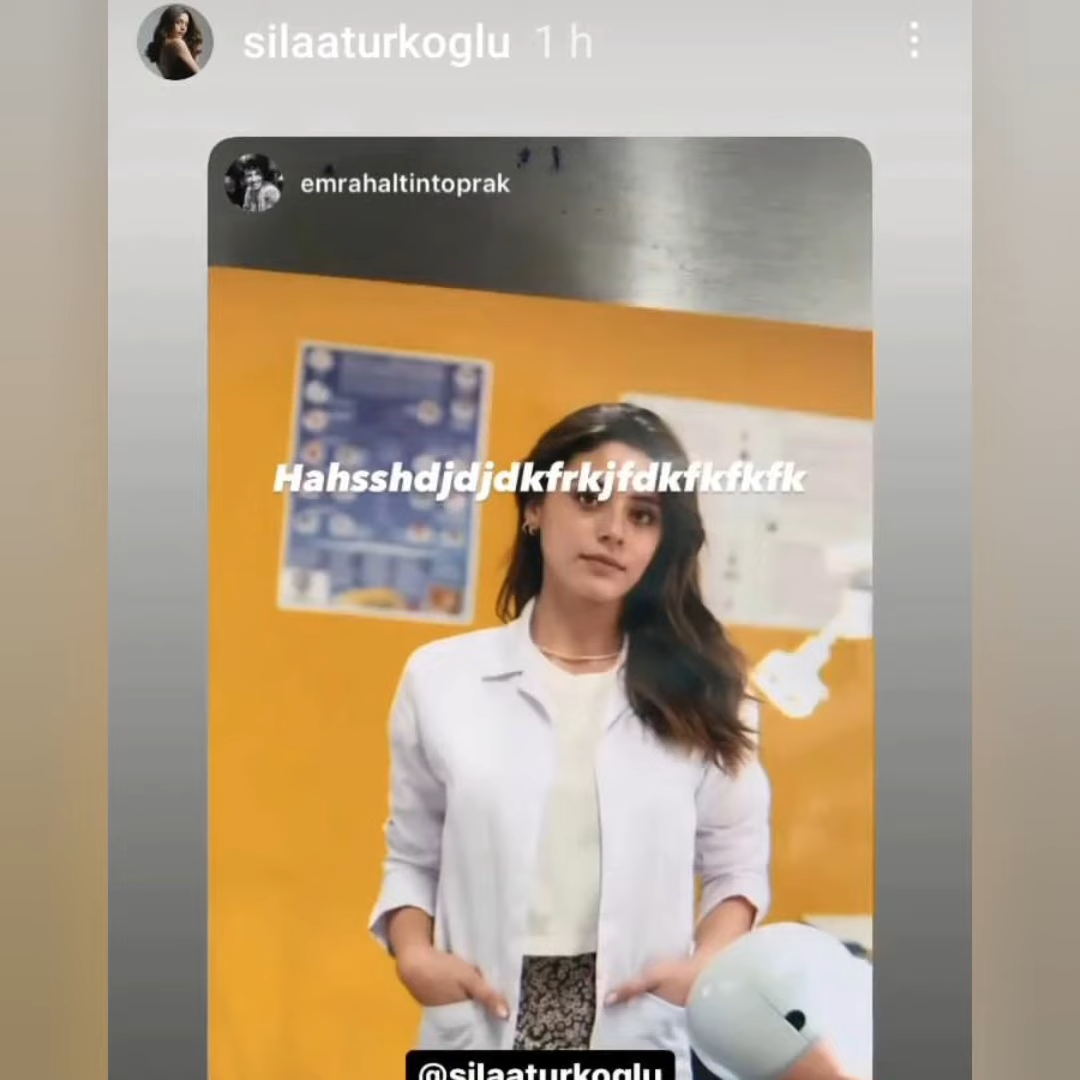 silaaturkoglu 1 h
emrahaltintoprak
Hahsshdjdjdkfrkjfdkfkfkfk
@silaaturkoglu